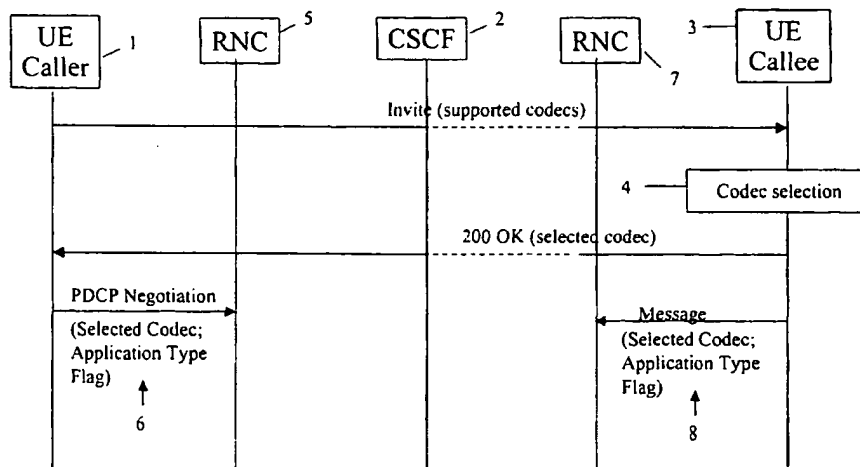 UE
Caller
1
RNC
5
CSCF
2
RNC
7
3
UE
Callee
Invite (supported codecs)
4
Codec selection
200 OK (selected codec)
PDCP Negotiation
(Selected Codec;
Application Type
Flag)
6
Message
(Selected Codec;
Application Type
Flag)
8